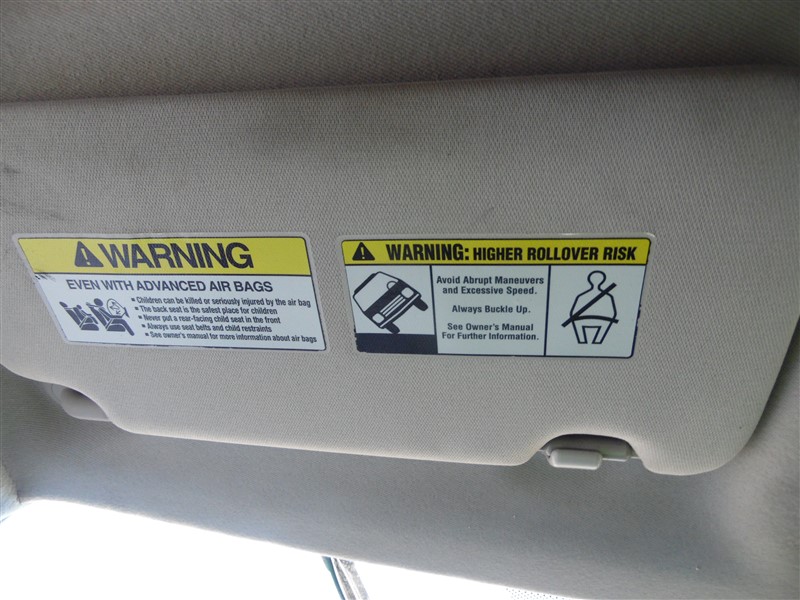 WARNING
EVEN WITH ADVANCED AIR BAGS
• Children can be killed or seriously injured by the air bag
• The back seat is the safest place for children
• Never put a rear-facing child seat in the front
• Always use seat belts and child restraints
• See owner's manual for more information about air bags
WARNING: HIGHER ROLLOVER RISK
Avoid Abrupt Maneuvers
and Excessive Speed.
Always Buckle Up.
See Owner's Manual
For Further Information.